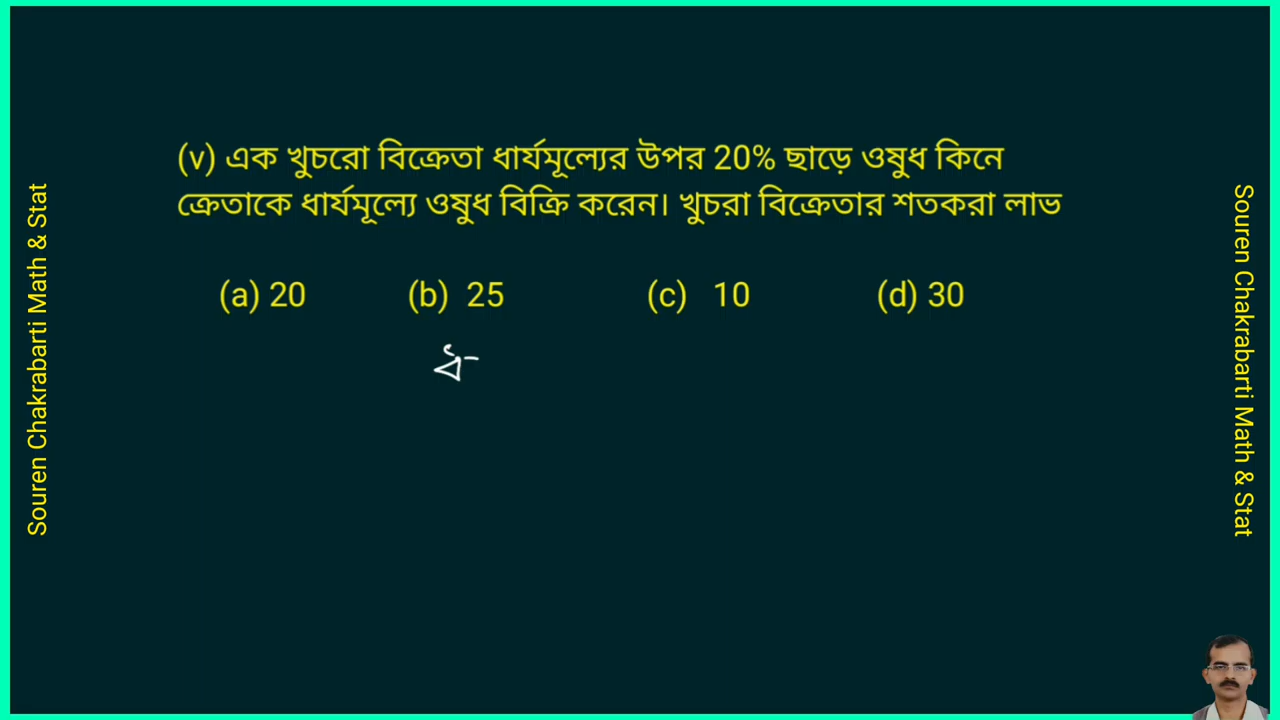 (v) এক খুচরো বিক্রেতা ধার্যমূল্যের উপর 20% ছাড়ে ওষুধ কিনে
ক্রেতাকে ধার্যমূল্যে ওষুধ বিক্রি করেন। খুচরা বিক্রেতার শতকরা লাভ
(a) 20 (b) 25 (c) 10 (d) 30
Souren Chakrabarti Math & Stat
Souren Chakrabarti Math & Stat